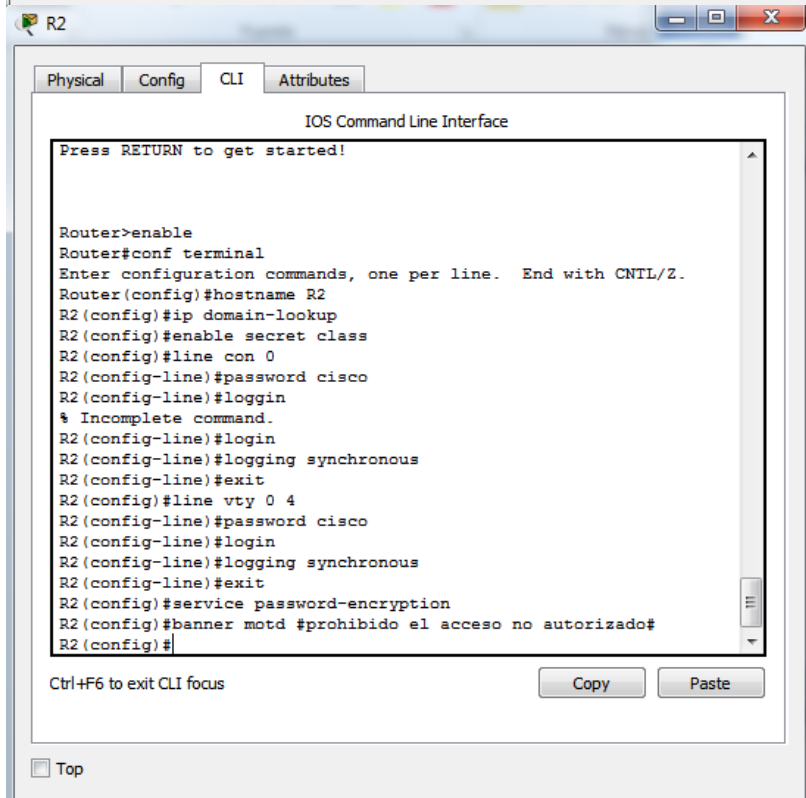 R2
Physical Config CLI Attributes
IOS Command Line Interface
Press RETURN to get started!
Router>enable
Router#conf terminal
Enter configuration commands, one per line.  End with CNTL/Z.
Router(config)#hostname R2
R2(config)#ip domain-lookup
R2(config)#enable secret class
R2(config)#line con 0
R2(config-line)#password cisco
R2(config-line)#loggin
% Incomplete command.
R2(config-line)#login
R2(config-line)#logging synchronous
R2(config-line)#exit
R2(config)#line vty 0 4
R2(config-line)#password cisco
R2(config-line)#login
R2(config-line)#logging synchronous
R2(config-line)#exit
R2(config)#service password-encryption
R2(config)#banner motd #prohibido el acceso no autorizado#
R2(config)#
Ctrl+F6 to exit CLI focus Copy Paste
Top